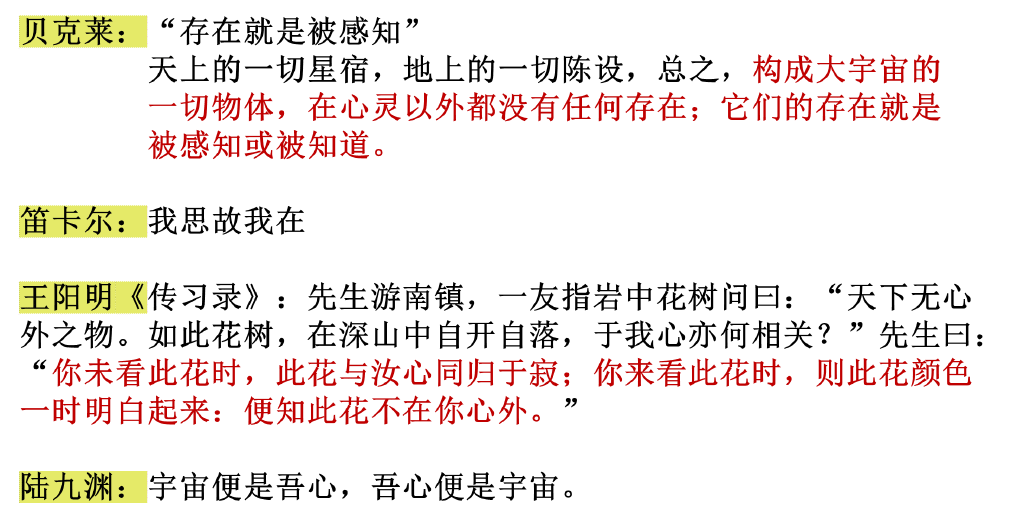 贝克莱：“存在就是被感知”
天上的一切星宿，地上的一切陈设，总之，构成大宇宙的
一切物体，在心灵以外都没有任何存在；它们的存在就是
被感知或被知道。
笛卡尔：我思故我在
王阳明《传习录》：先生游南镇，一友指岩中花树问曰：“天下无心
外之物。如此花树，在深山中自开自落，于我心亦何相关？”先生曰：
“你未看此花时，此花与汝心同归于寂；你来看此花时，则此花颜色
一时明白起来：便知此花不在你心外。”
陆九渊：宇宙便是吾心，吾心便是宇宙。